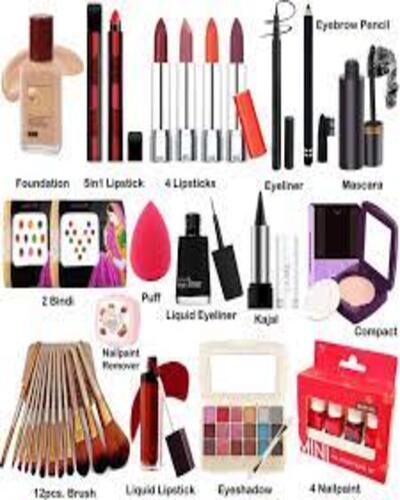 Eyebrow Pencil
Foundation
5in1 Lipstick
4 Lipsticks
Eyeliner
Mascara
2 Bindi
Puff
Liquid Eyeliner
Kajal
Compact
Nailpaint
Remover
12pcs. Brush
Liquid Lipstick
Eyeshadow
MINI
4 Nailpaint